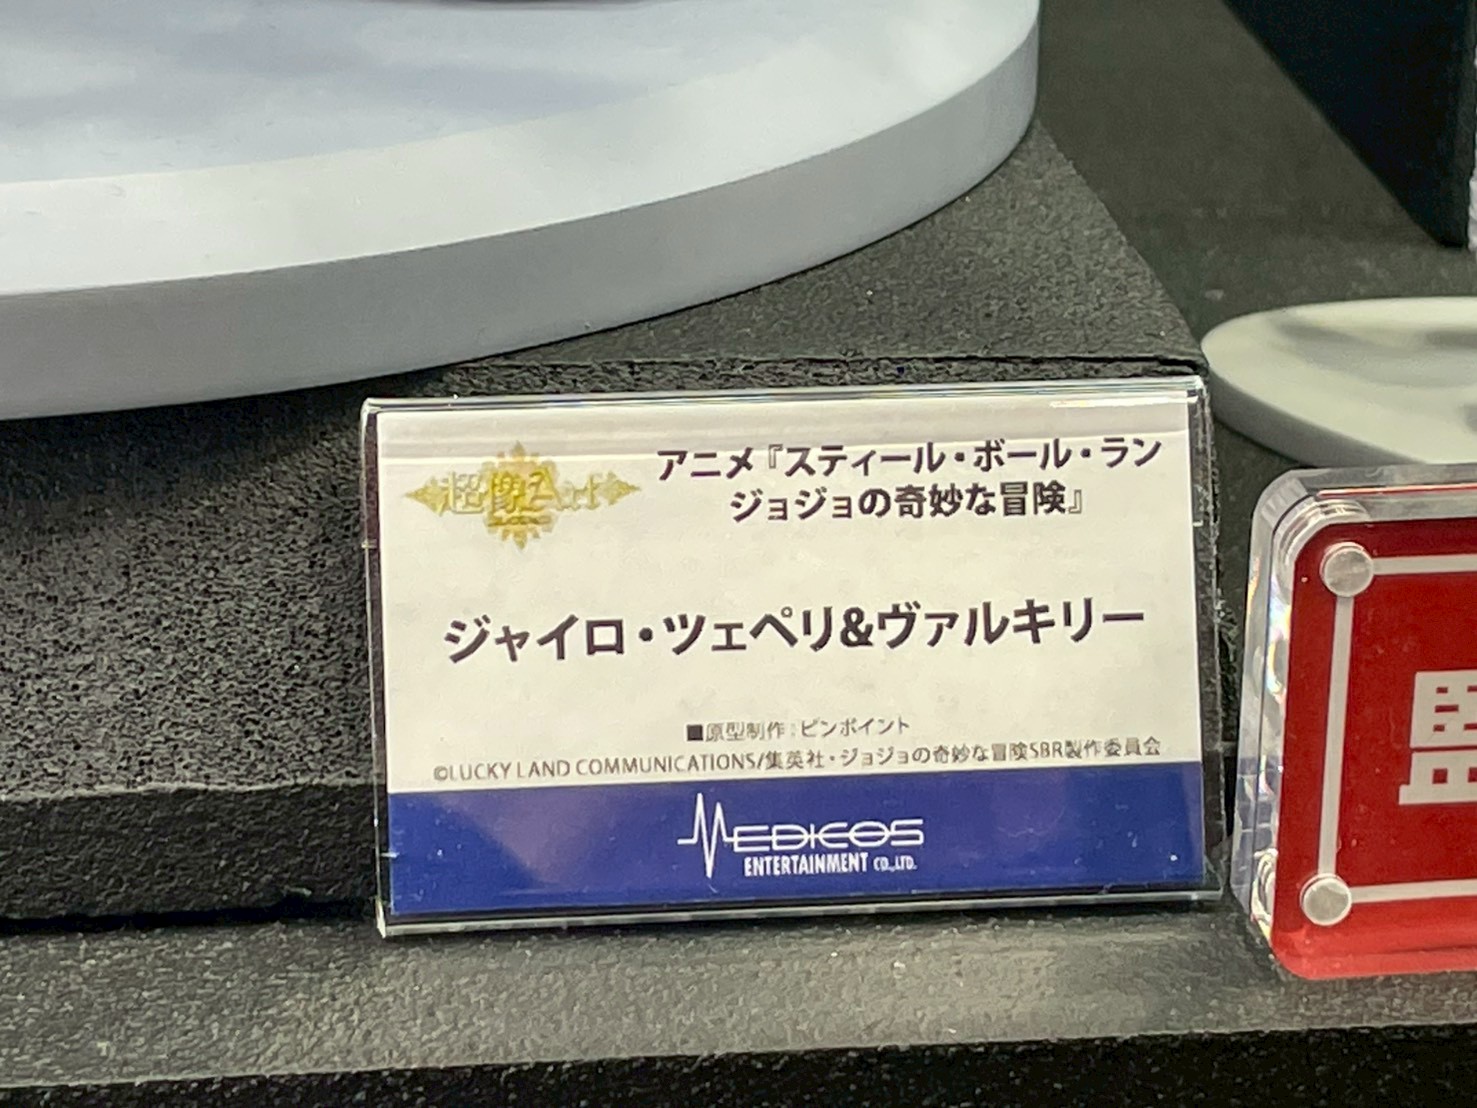 超像Art
アニメ『スティール・ボール・ラン
ジョジョの奇妙な冒険』
ジャイロ・ツェペリ&ヴァルキリー
■原型制作：ピンポイント
©LUCKY LAND COMMUNICATIONS/集英社・ジョジョの奇妙な冒険SBR製作委員会
MEDICOS
ENTERTAINMENT CO.,LTD.
監